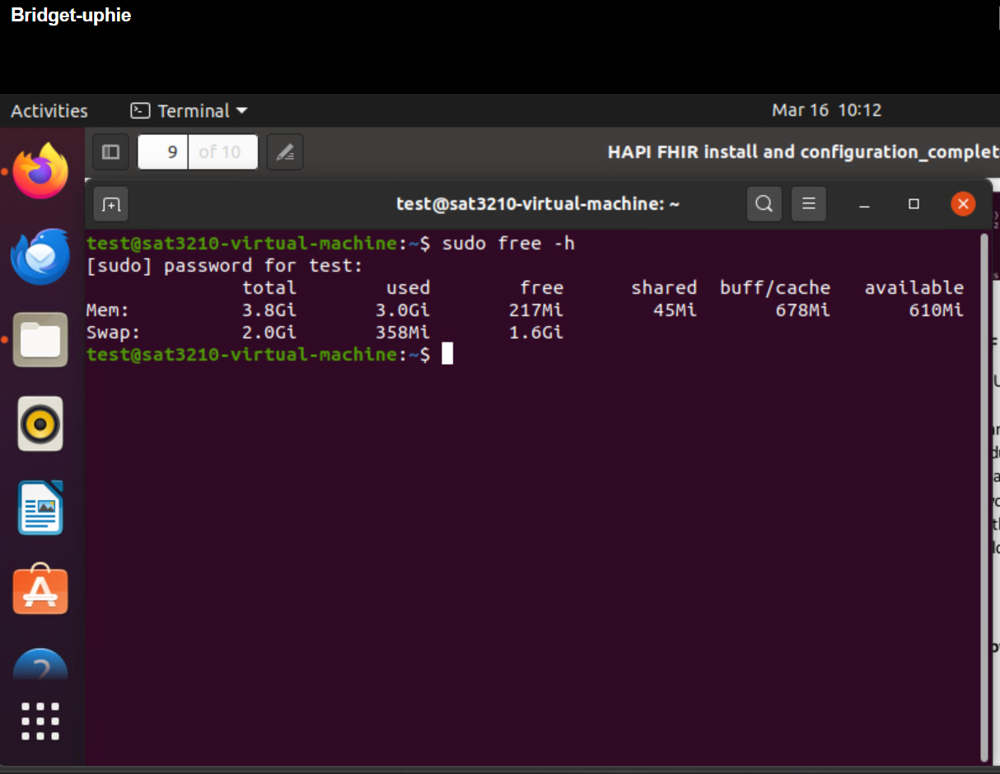 Bridget-uphie
Activities Terminal Mar 16 10:12
9 of 10 HAPI FHIR install and configuration_complet
test@sat3210-virtual-machine: ~
test@sat3210-virtual-machine:~$ sudo free -h
[sudo] password for test:
total used free shared buff/cache available
Mem: 3.8Gi 3.0Gi 217Mi 45Mi 678Mi 610Mi
Swap: 2.0Gi 358Mi 1.6Gi
test@sat3210-virtual-machine:~$